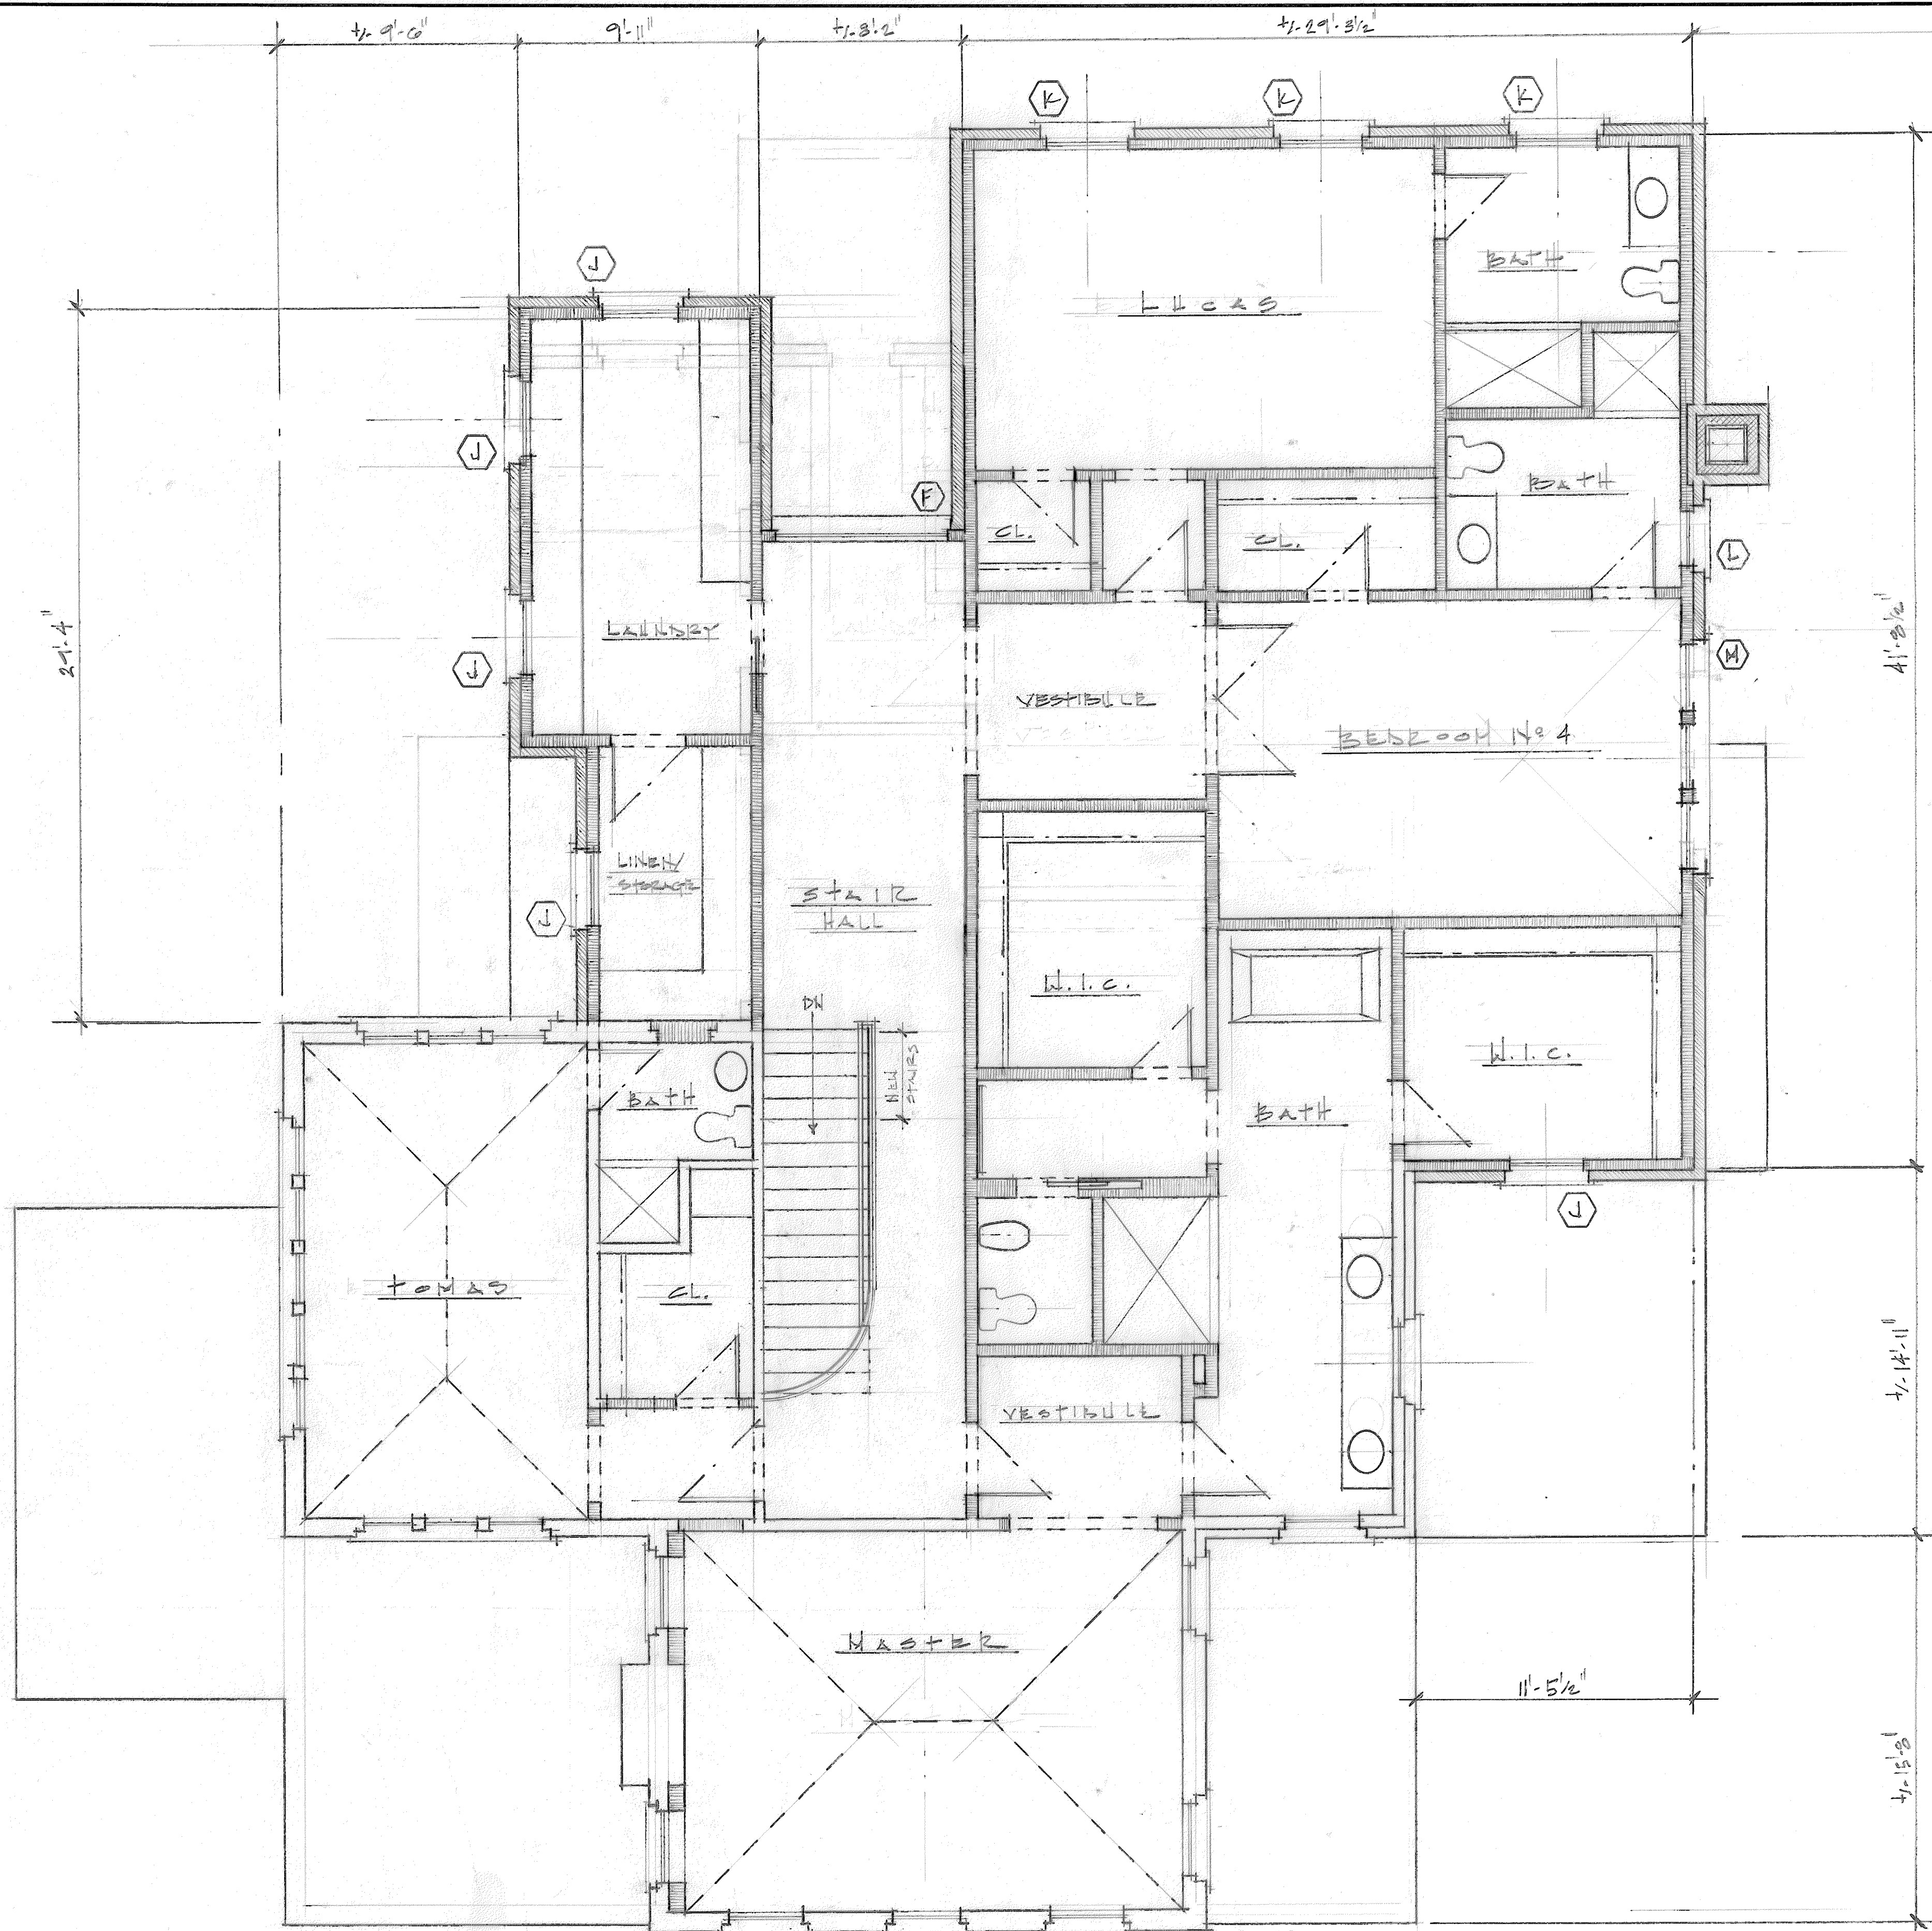 +/- 9'-6"
9'-11"
+/- 8'-2"
+/- 29'-3 1/2"
K
K
K
J
BATH
LUCAS
J
F
CL.
CL.
BATH
L
29'-4"
LAUNDRY
J
41'-8 1/2"
M
VESTIBULE
BEDROOM No 4
LINEN/
STORAGE
STAIR
HALL
J
W.I.C.
DN
NEW
STAIRS
W.I.C.
BATH
BATH
J
TOMAS
CL.
+/- 14'-11"
VESTIBULE
MASTER
11'-5 1/2"
+/- 15'-8"